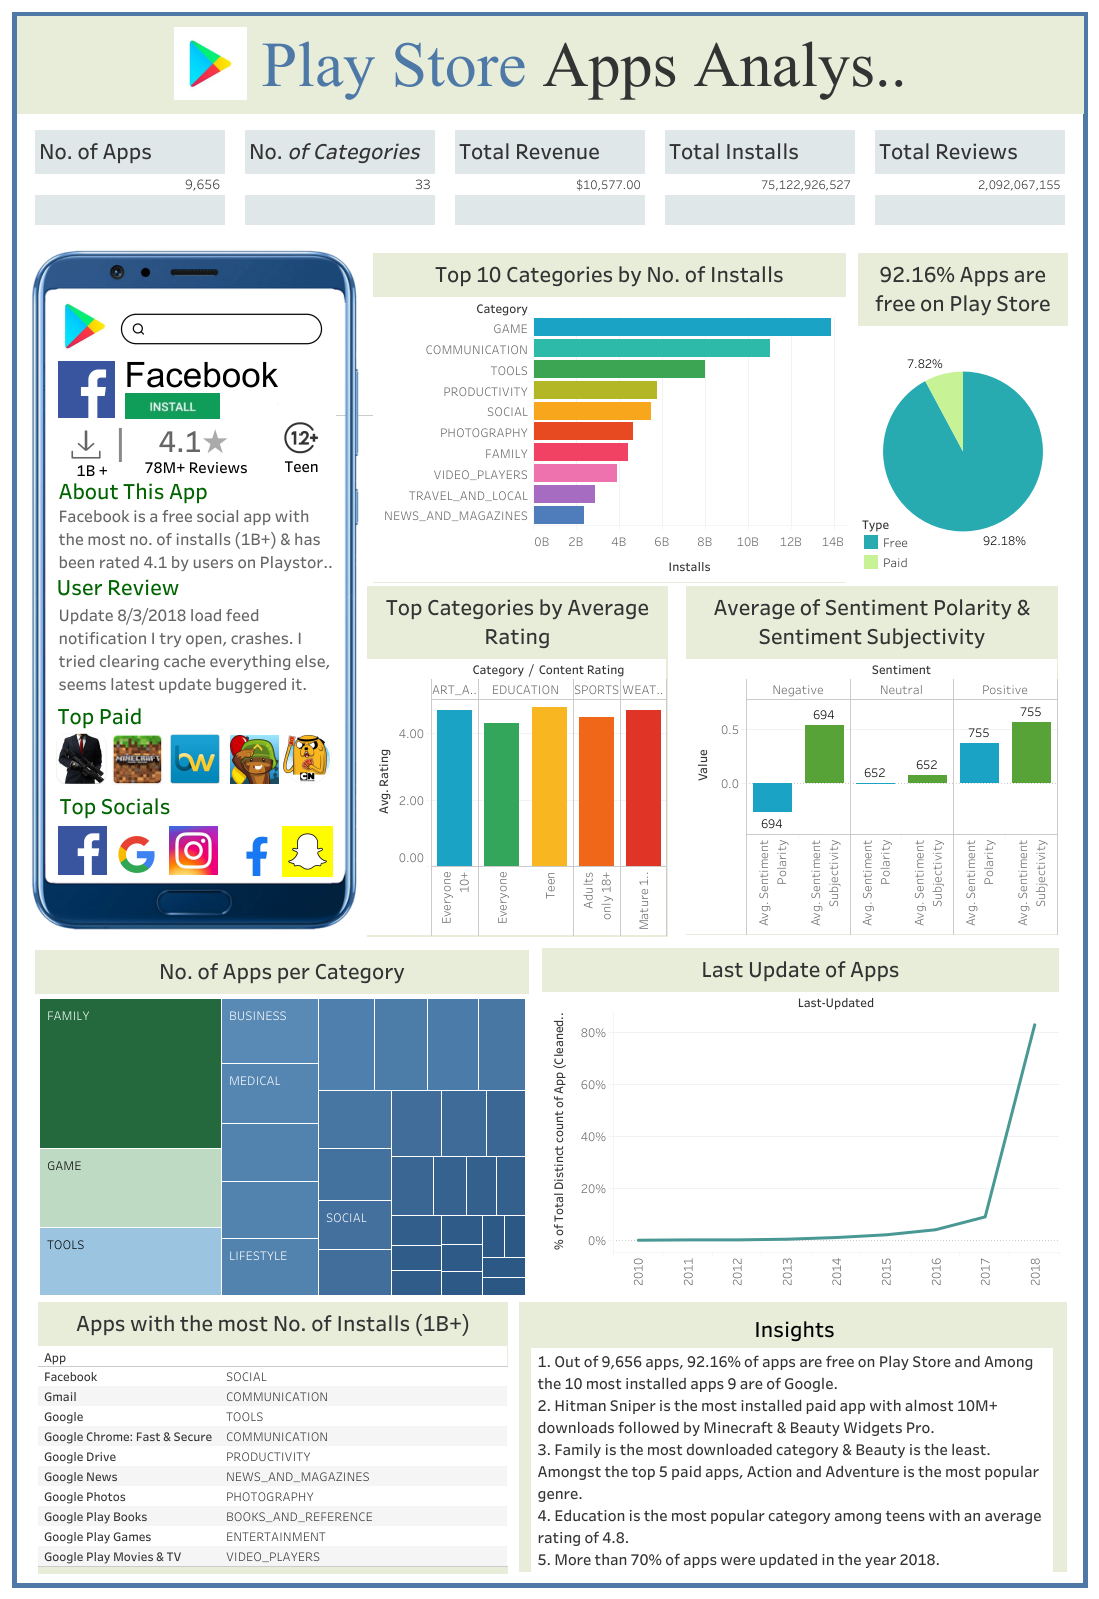 Play Store Apps Analys..
No. of Apps
9,656
No. of Categories
33
Total Revenue
$10,577.00
Total Installs
75,122,926,527
Total Reviews
2,092,067,155
Facebook
INSTALL
1B +
4.1
78M+ Reviews
12+
Teen
About This App
Facebook is a free social app with
the most no. of installs (1B+) & has
been rated 4.1 by users on Playstor..
User Review
Update 8/3/2018 load feed
notification I try open, crashes. I
tried clearing cache everything else,
seems latest update buggered it.
Top Paid
MINECRAFT
bw
CN
Top Socials
Top 10 Categories by No. of Installs
Category
GAME
COMMUNICATION
TOOLS
PRODUCTIVITY
SOCIAL
PHOTOGRAPHY
FAMILY
VIDEO_PLAYERS
TRAVEL_AND_LOCAL
NEWS_AND_MAGAZINES
0B 2B 4B 6B 8B 10B 12B 14B
Installs
92.16% Apps are
free on Play Store
7.82%
92.18%
Type
Free
Paid
Top Categories by Average
Rating
Category / Content Rating
ART_A.. EDUCATION SPORTS WEAT..
Avg. Rating
4.00
2.00
0.00
Everyone
10+
Everyone
Teen
Adults
only 18+
Mature 1..
Average of Sentiment Polarity &
Sentiment Subjectivity
Sentiment
Negative Neutral Positive
Value
0.5
0.0
694
694
652
652
755
755
Avg. Sentiment
Polarity
Avg. Sentiment
Subjectivity
Avg. Sentiment
Polarity
Avg. Sentiment
Subjectivity
Avg. Sentiment
Polarity
Avg. Sentiment
Subjectivity
No. of Apps per Category
FAMILY
GAME
TOOLS
BUSINESS
MEDICAL
LIFESTYLE
SOCIAL
Last Update of Apps
Last-Updated
% of Total Distinct count of App (Cleaned..
80%
60%
40%
20%
0%
2010 2011 2012 2013 2014 2015 2016 2017 2018
Apps with the most No. of Installs (1B+)
App
Facebook SOCIAL
Gmail COMMUNICATION
Google TOOLS
Google Chrome: Fast & Secure COMMUNICATION
Google Drive PRODUCTIVITY
Google News NEWS_AND_MAGAZINES
Google Photos PHOTOGRAPHY
Google Play Books BOOKS_AND_REFERENCE
Google Play Games ENTERTAINMENT
Google Play Movies & TV VIDEO_PLAYERS
Insights
1. Out of 9,656 apps, 92.16% of apps are free on Play Store and Among
the 10 most installed apps 9 are of Google.
2. Hitman Sniper is the most installed paid app with almost 10M+
downloads followed by Minecraft & Beauty Widgets Pro.
3. Family is the most downloaded category & Beauty is the least.
Amongst the top 5 paid apps, Action and Adventure is the most popular
genre.
4. Education is the most popular category among teens with an average
rating of 4.8.
5. More than 70% of apps were updated in the year 2018.